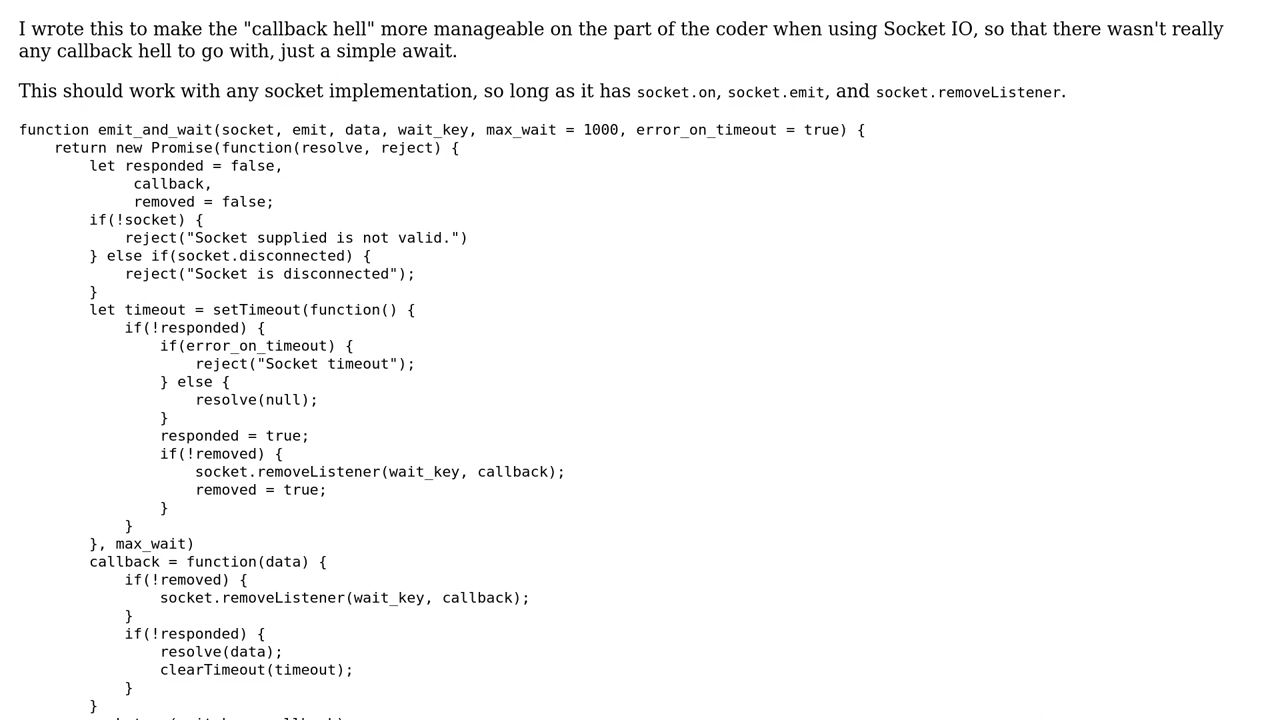 I wrote this to make the "callback hell" more manageable on the part of the coder when using Socket IO, so that there wasn't really
any callback hell to go with, just a simple await.
This should work with any socket implementation, so long as it has socket.on, socket.emit, and socket.removeListener.
function emit_and_wait(socket, emit, data, wait_key, max_wait = 1000, error_on_timeout = true) {
    return new Promise(function(resolve, reject) {
        let responded = false,
             callback,
             removed = false;
        if(!socket) {
            reject("Socket supplied is not valid.")
        } else if(socket.disconnected) {
            reject("Socket is disconnected");
        }
        let timeout = setTimeout(function() {
            if(!responded) {
                if(error_on_timeout) {
                    reject("Socket timeout");
                } else {
                    resolve(null);
                }
                responded = true;
                if(!removed) {
                    socket.removeListener(wait_key, callback);
                    removed = true;
                }
            }
        }, max_wait)
        callback = function(data) {
            if(!removed) {
                socket.removeListener(wait_key, callback);
            }
            if(!responded) {
                resolve(data);
                clearTimeout(timeout);
            }
        }